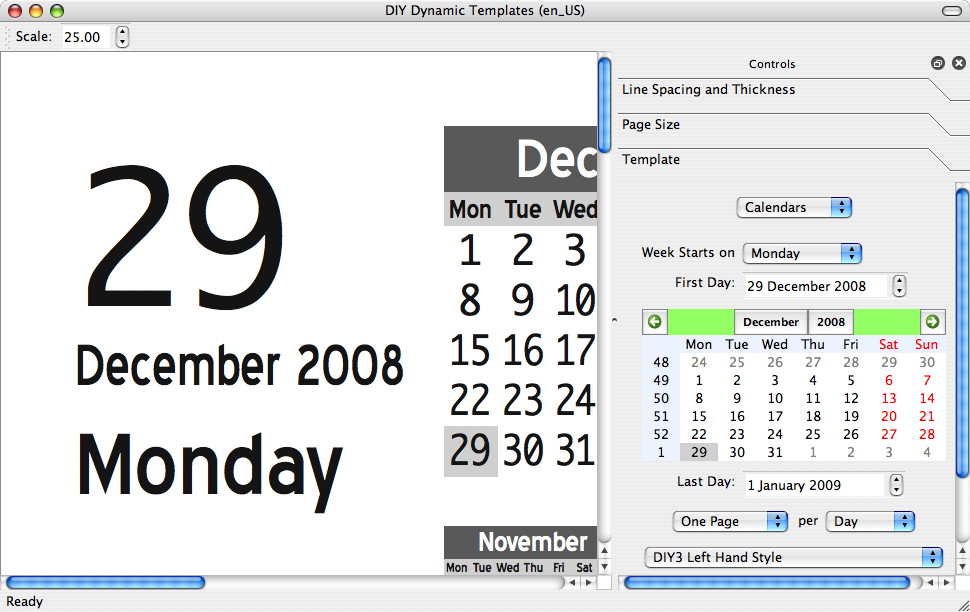 DIY Dynamic Templates (en_US)
Scale: 25.00
29
December 2008
Monday
Dec
Mon Tue Wed
1 2 3
8 9 10
15 16 17
22 23 24
29 30 31
November
Mon Tue Wed Thu Fri Sat
Controls
Line Spacing and Thickness
Page Size
Template
Calendars
Week Starts on Monday
First Day: 29 December 2008
December 2008
Mon Tue Wed Thu Fri Sat Sun
48 24 25 26 27 28 29 30
49 1 2 3 4 5 6 7
50 8 9 10 11 12 13 14
51 15 16 17 18 19 20 21
52 22 23 24 25 26 27 28
1 29 30 31 1 2 3 4
Last Day: 1 January 2009
One Page per Day
DIY3 Left Hand Style
Ready